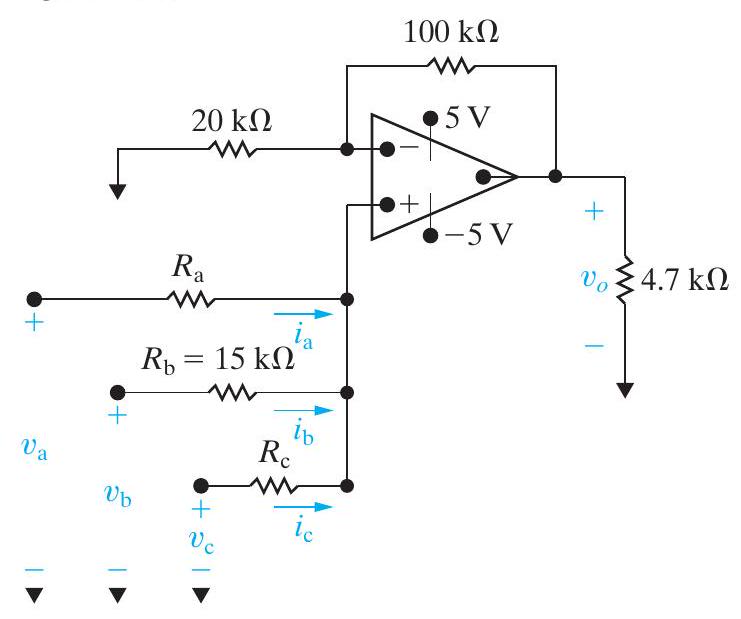 100 kΩ
20 kΩ
5 V
−
+
−5 V
+
v_o
−
4.7 kΩ
R_a
+
i_a
R_b = 15 kΩ
+
i_b
v_a
R_c
v_b
+
i_c
v_c
−
−
−